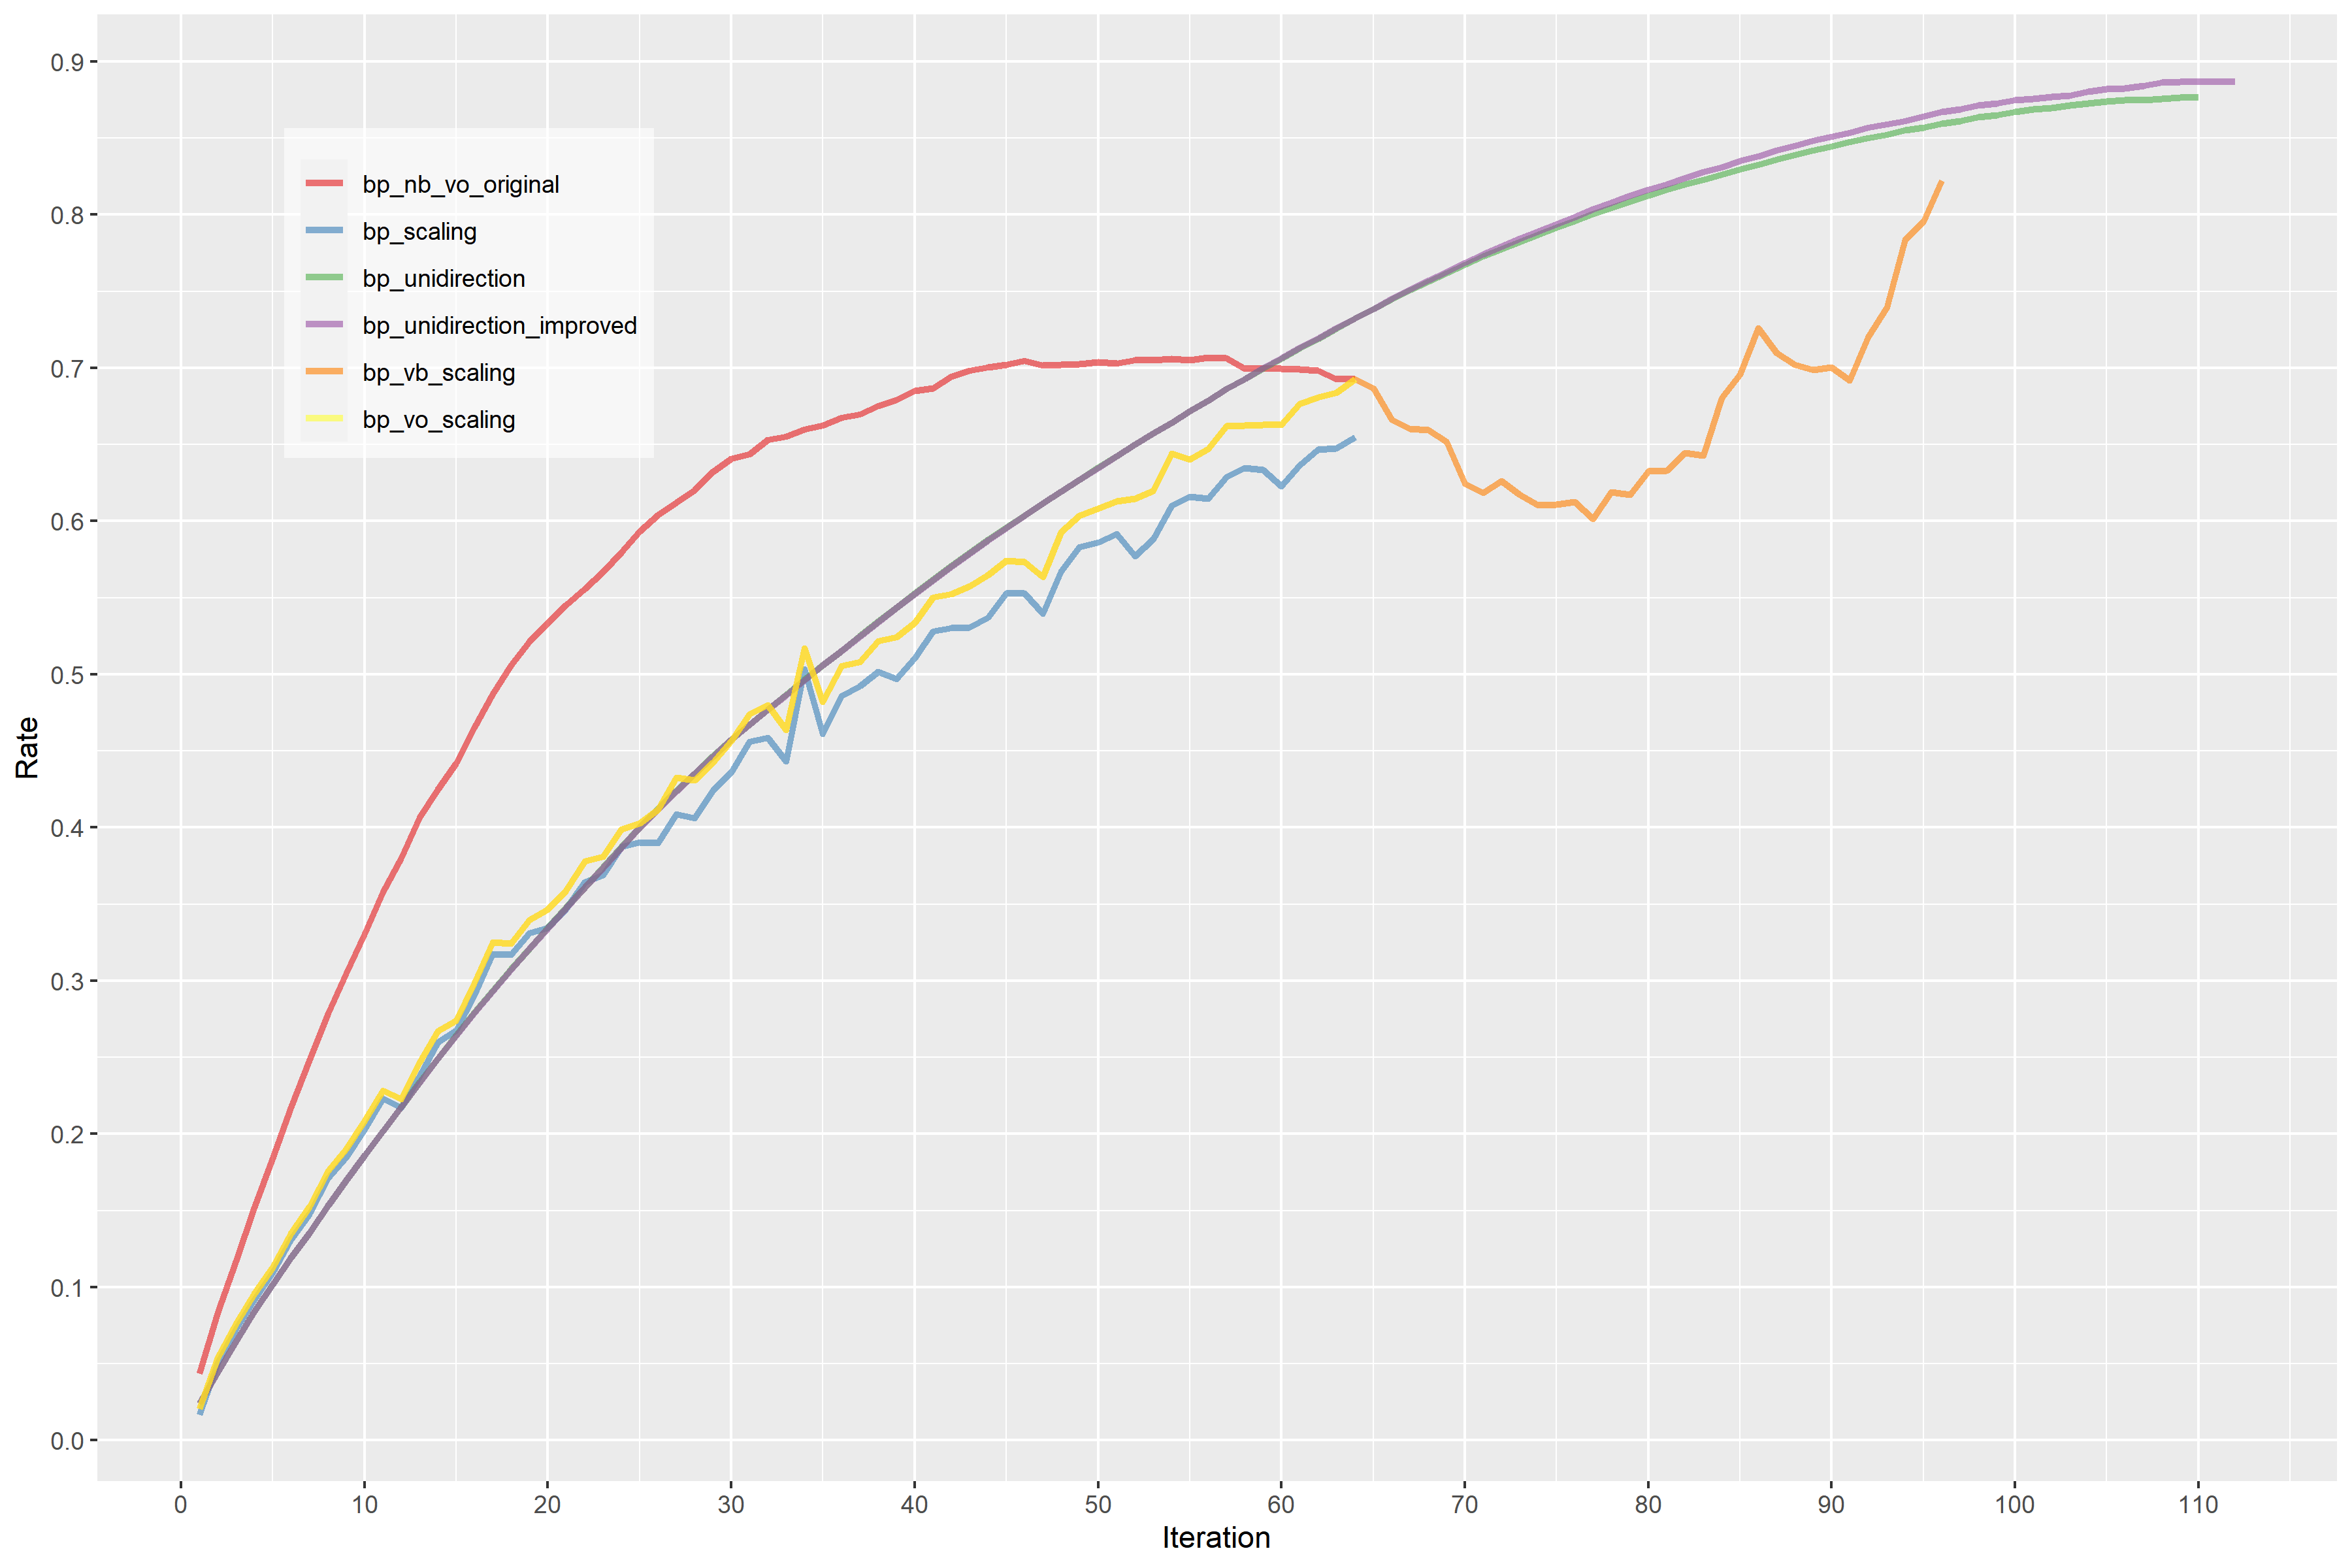 0.9
0.8
0.7
0.6
0.5
0.4
0.3
0.2
0.1
0.0
Rate
bp_nb_vo_original
bp_scaling
bp_unidirection
bp_unidirection_improved
bp_vb_scaling
bp_vo_scaling
0 10 20 30 40 50 60 70 80 90 100 110
Iteration